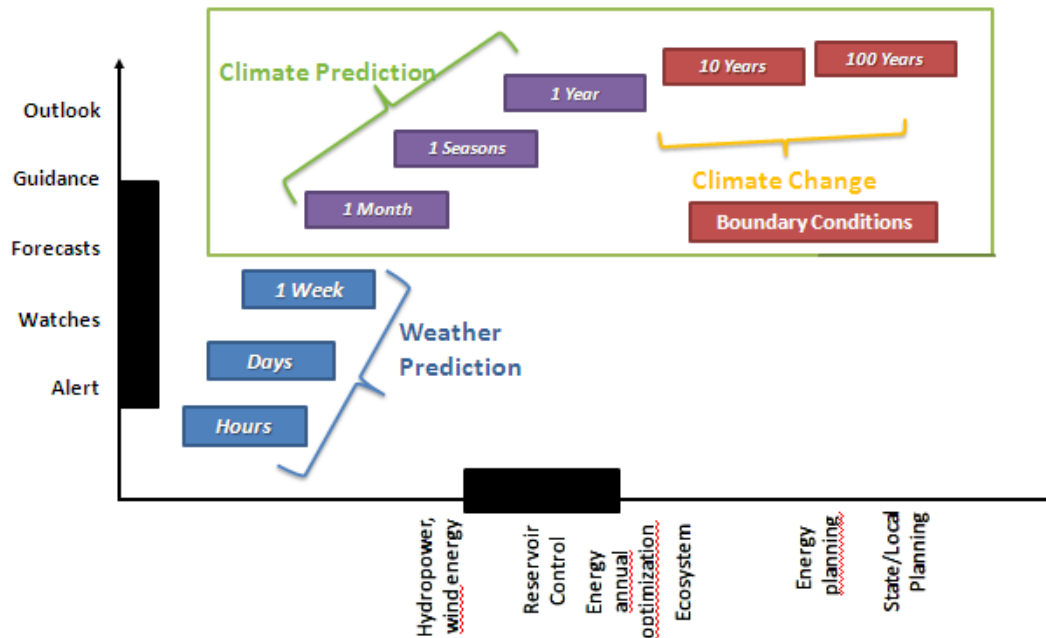 Climate Prediction
10 Years
100 Years
1 Year
Outlook
1 Seasons
Guidance
Climate Change
1 Month
Boundary Conditions
Forecasts
1 Week
Watches
Weather
Prediction
Days
Alert
Hours
Hydropower,
wind energy
Reservoir
Control
Energy
annual
optimization
Ecosystem
Energy
planning
State/Local
Planning